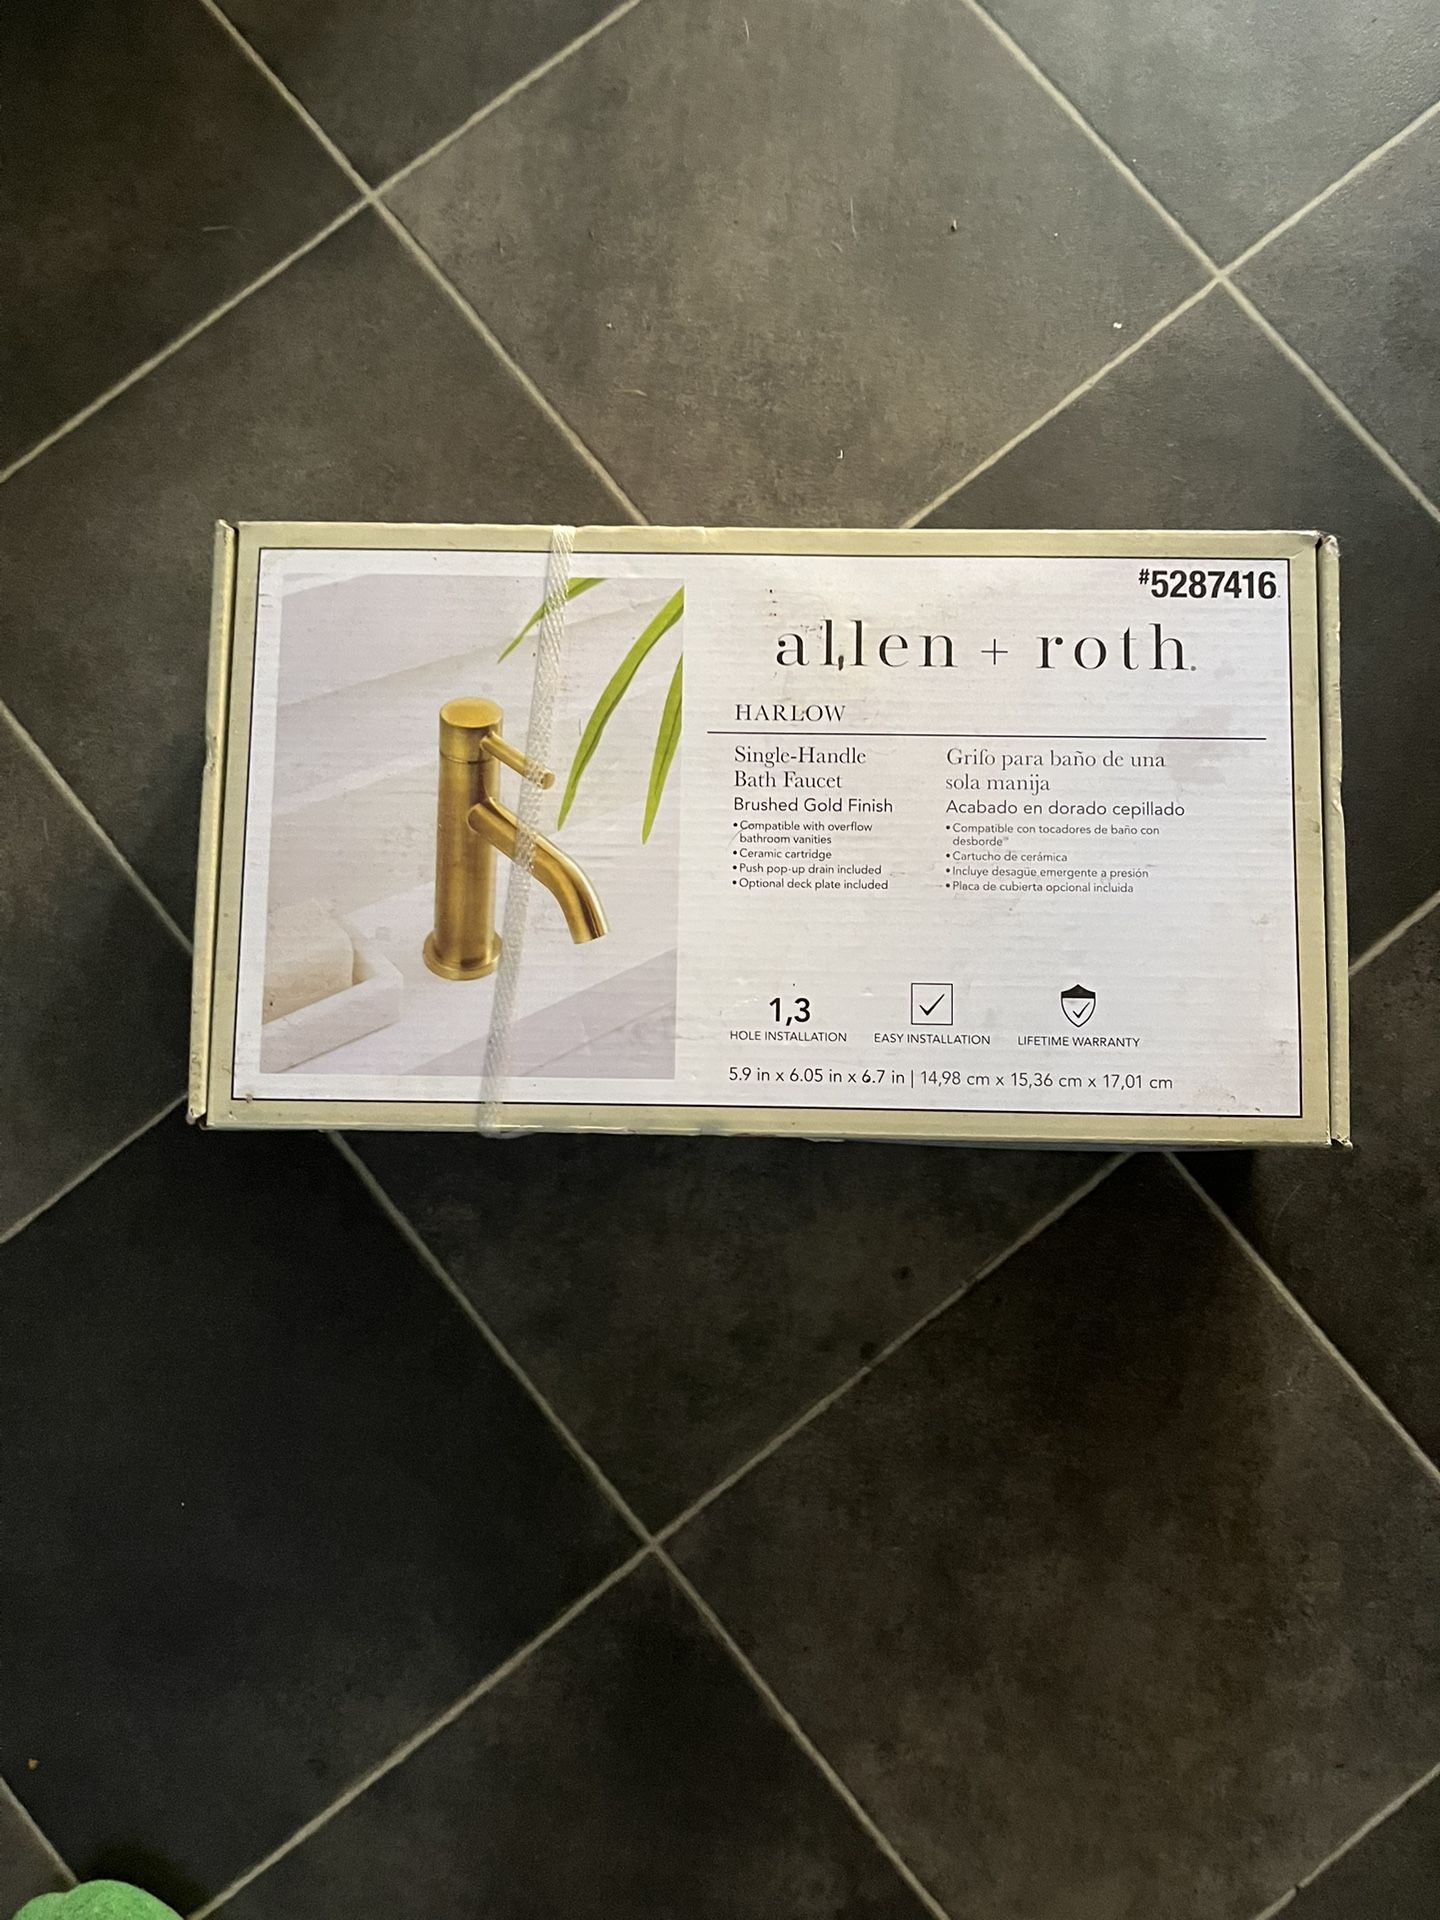 #5287416
allen + roth.
HARLOW
Single-Handle
Bath Faucet
Brushed Gold Finish
• Compatible with overflow
bathroom vanities
• Ceramic cartridge
• Push pop-up drain included
• Optional deck plate included
Grifo para baño de una
sola manija
Acabado en dorado cepillado
• Compatible con tocadores de baño con
desborde
• Cartucho de cerámica
• Incluye desagüe emergente a presión
• Placa de cubierta opcional incluida
1,3
HOLE INSTALLATION
EASY INSTALLATION
LIFETIME WARRANTY
5.9 in x 6.05 in x 6.7 in | 14,98 cm x 15,36 cm x 17,01 cm